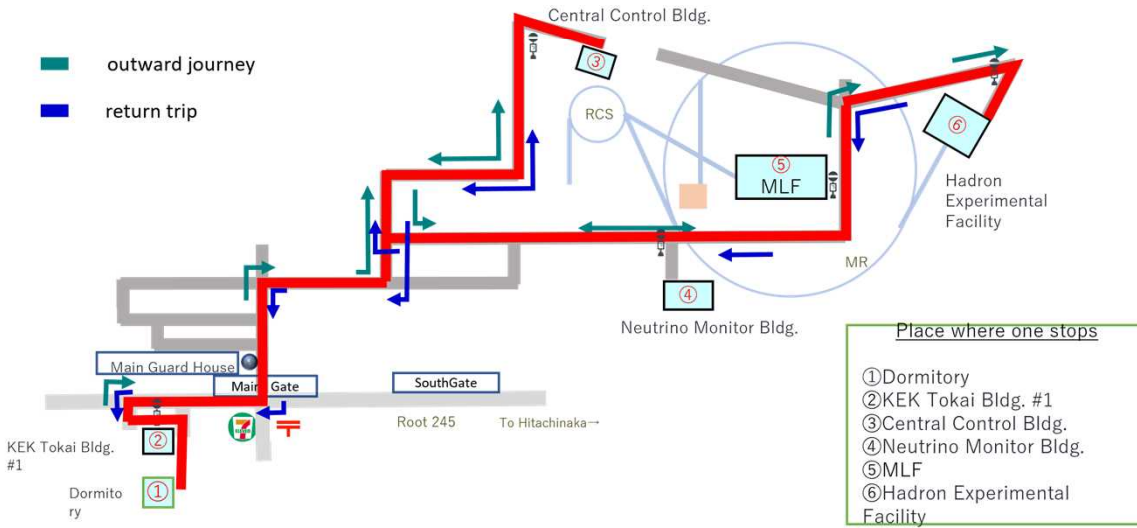 Central Control Bldg.
outward journey
return trip
③
RCS
⑥
⑤
MLF
Hadron
Experimental
Facility
MR
④
Neutrino Monitor Bldg.
Main Guard House
Main Gate
SouthGate
Root 245
To Hitachinaka→
7
ELEVEN
〒
KEK Tokai Bldg.
#1
②
Dormito
ry
①
Place where one stops
①Dormitory
②KEK Tokai Bldg. #1
③Central Control Bldg.
④Neutrino Monitor Bldg.
⑤MLF
⑥Hadron Experimental
Facility